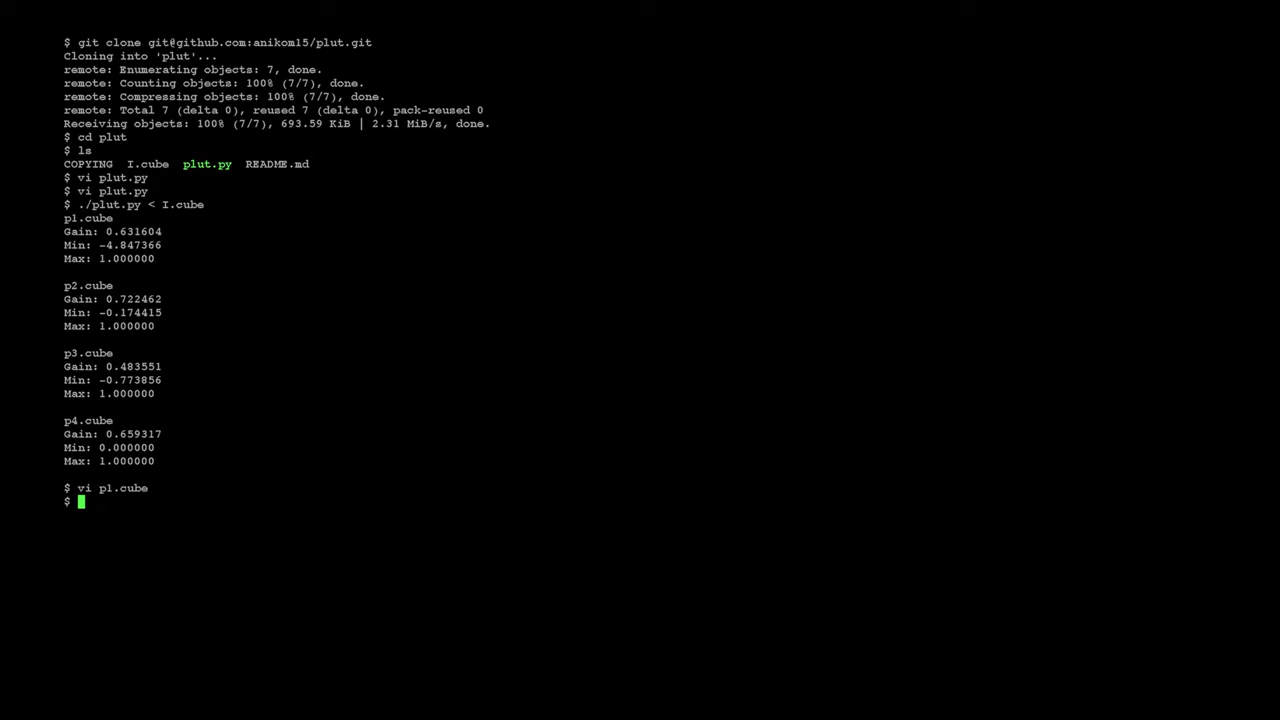 $ git clone git@github.com:anikom15/plut.git
Cloning into 'plut'...
remote: Enumerating objects: 7, done.
remote: Counting objects: 100% (7/7), done.
remote: Compressing objects: 100% (7/7), done.
remote: Total 7 (delta 0), reused 7 (delta 0), pack-reused 0
Receiving objects: 100% (7/7), 693.59 KiB | 2.31 MiB/s, done.
$ cd plut
$ ls
COPYING  I.cube  plut.py  README.md
$ vi plut.py
$ vi plut.py
$ ./plut.py < I.cube
p1.cube
Gain: 0.631604
Min: -4.847366
Max: 1.000000
p2.cube
Gain: 0.722462
Min: -0.174415
Max: 1.000000
p3.cube
Gain: 0.483551
Min: -0.773856
Max: 1.000000
p4.cube
Gain: 0.659317
Min: 0.000000
Max: 1.000000
$ vi p1.cube
$